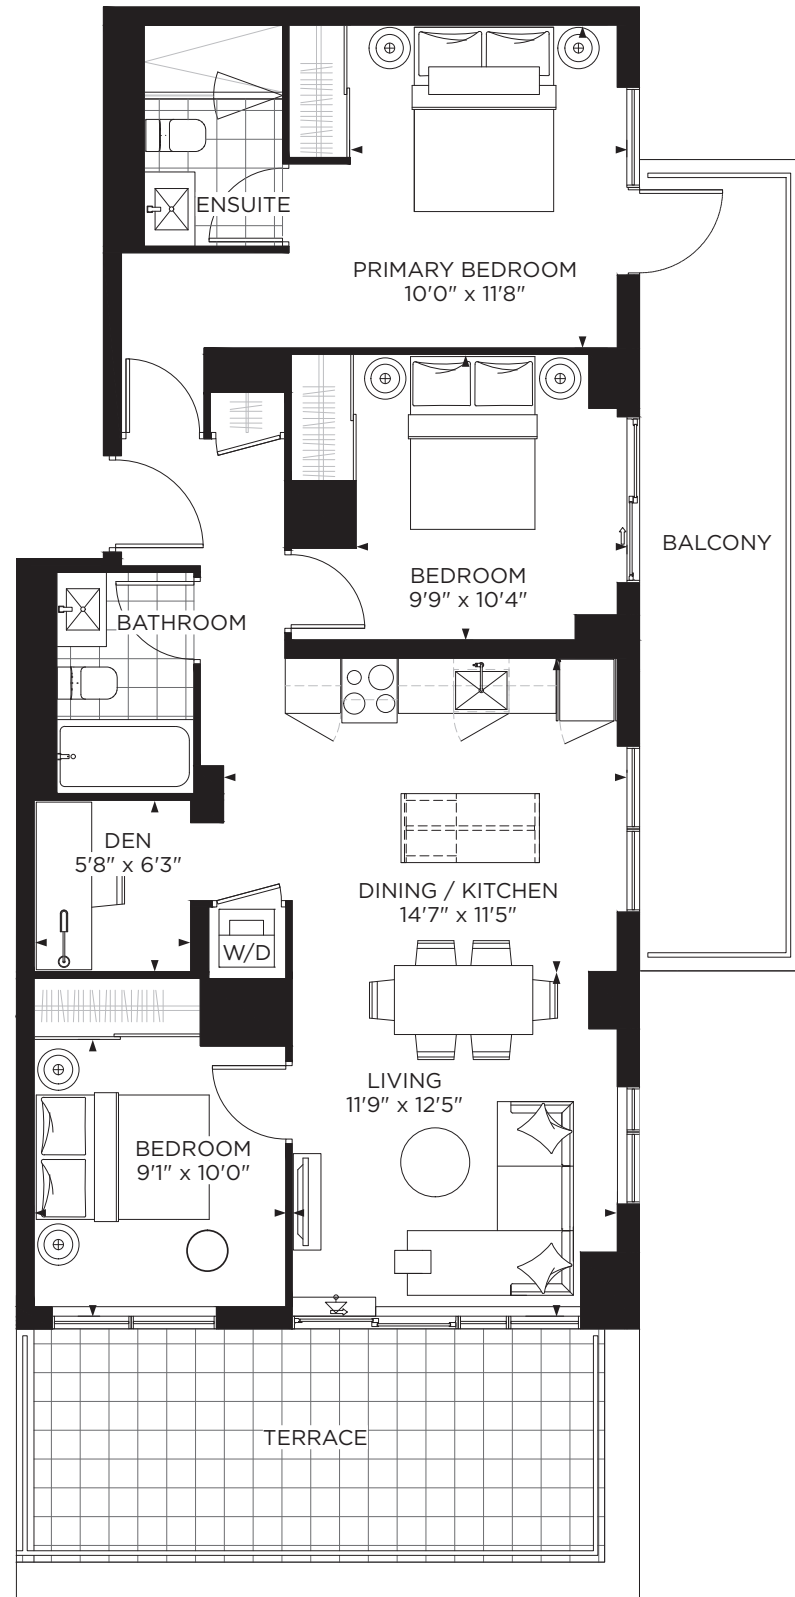 ENSUITE
PRIMARY BEDROOM
10'0" x 11'8"
BALCONY
BEDROOM
9'9" x 10'4"
BATHROOM
DEN
5'8" x 6'3"
DINING / KITCHEN
14'7" x 11'5"
W/D
LIVING
11'9" x 12'5"
BEDROOM
9'1" x 10'0"
TERRACE